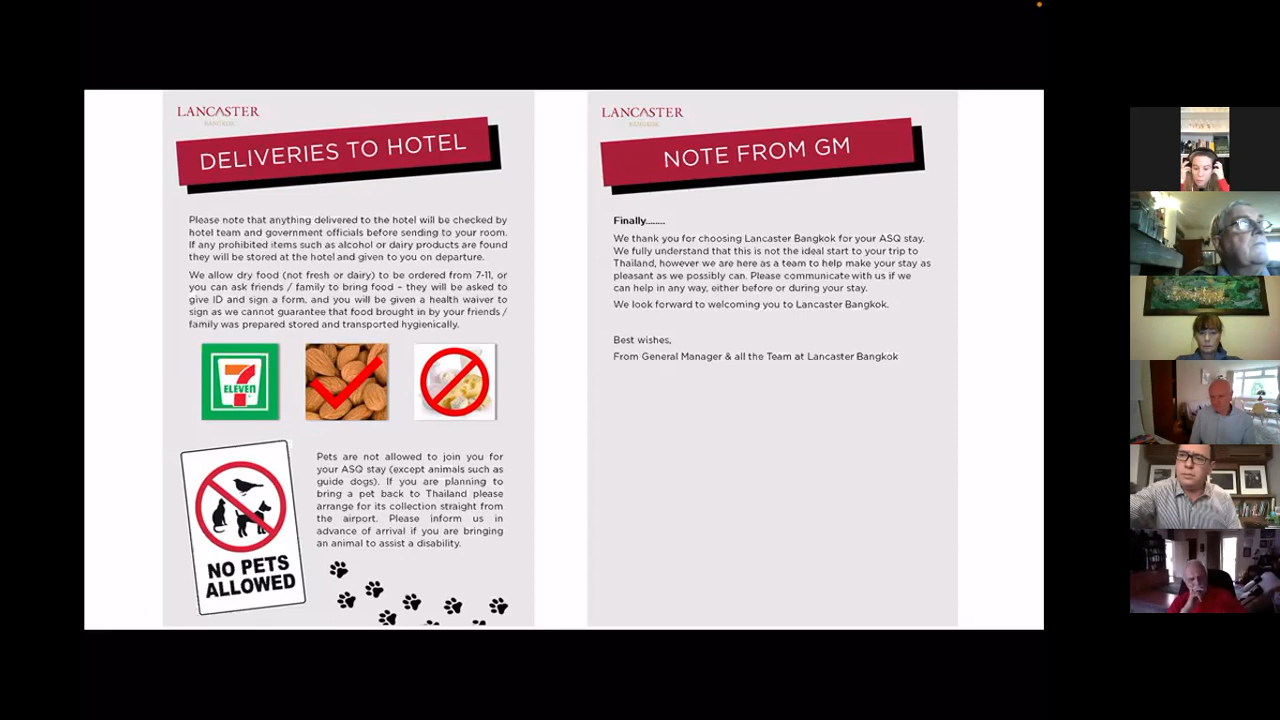 LANCASTER
BANGKOK
DELIVERIES TO HOTEL
Please note that anything delivered to the hotel will be checked by
hotel team and government officials before sending to your room.
If any prohibited items such as alcohol or dairy products are found
they will be stored at the hotel and given to you on departure.
We allow dry food (not fresh or dairy) to be ordered from 7-11, or
you can ask friends / family to bring food – they will be asked to
give ID and sign a form, and you will be given a health waiver to
sign as we cannot guarantee that food brought in by your friends /
family was prepared stored and transported hygienically.
7
ELEVEN
NO PETS
ALLOWED
Pets are not allowed to join you for
your ASQ stay (except animals such as
guide dogs). If you are planning to
bring a pet back to Thailand please
arrange for its collection straight from
the airport. Please inform us in
advance of arrival if you are bringing
an animal to assist a disability.
LANCASTER
BANGKOK
NOTE FROM GM
Finally........
We thank you for choosing Lancaster Bangkok for your ASQ stay.
We fully understand that this is not the ideal start to your trip to
Thailand, however we are here as a team to help make your stay as
pleasant as we possibly can. Please communicate with us if we
can help in any way, either before or during your stay.
We look forward to welcoming you to Lancaster Bangkok.
Best wishes,
From General Manager & all the Team at Lancaster Bangkok